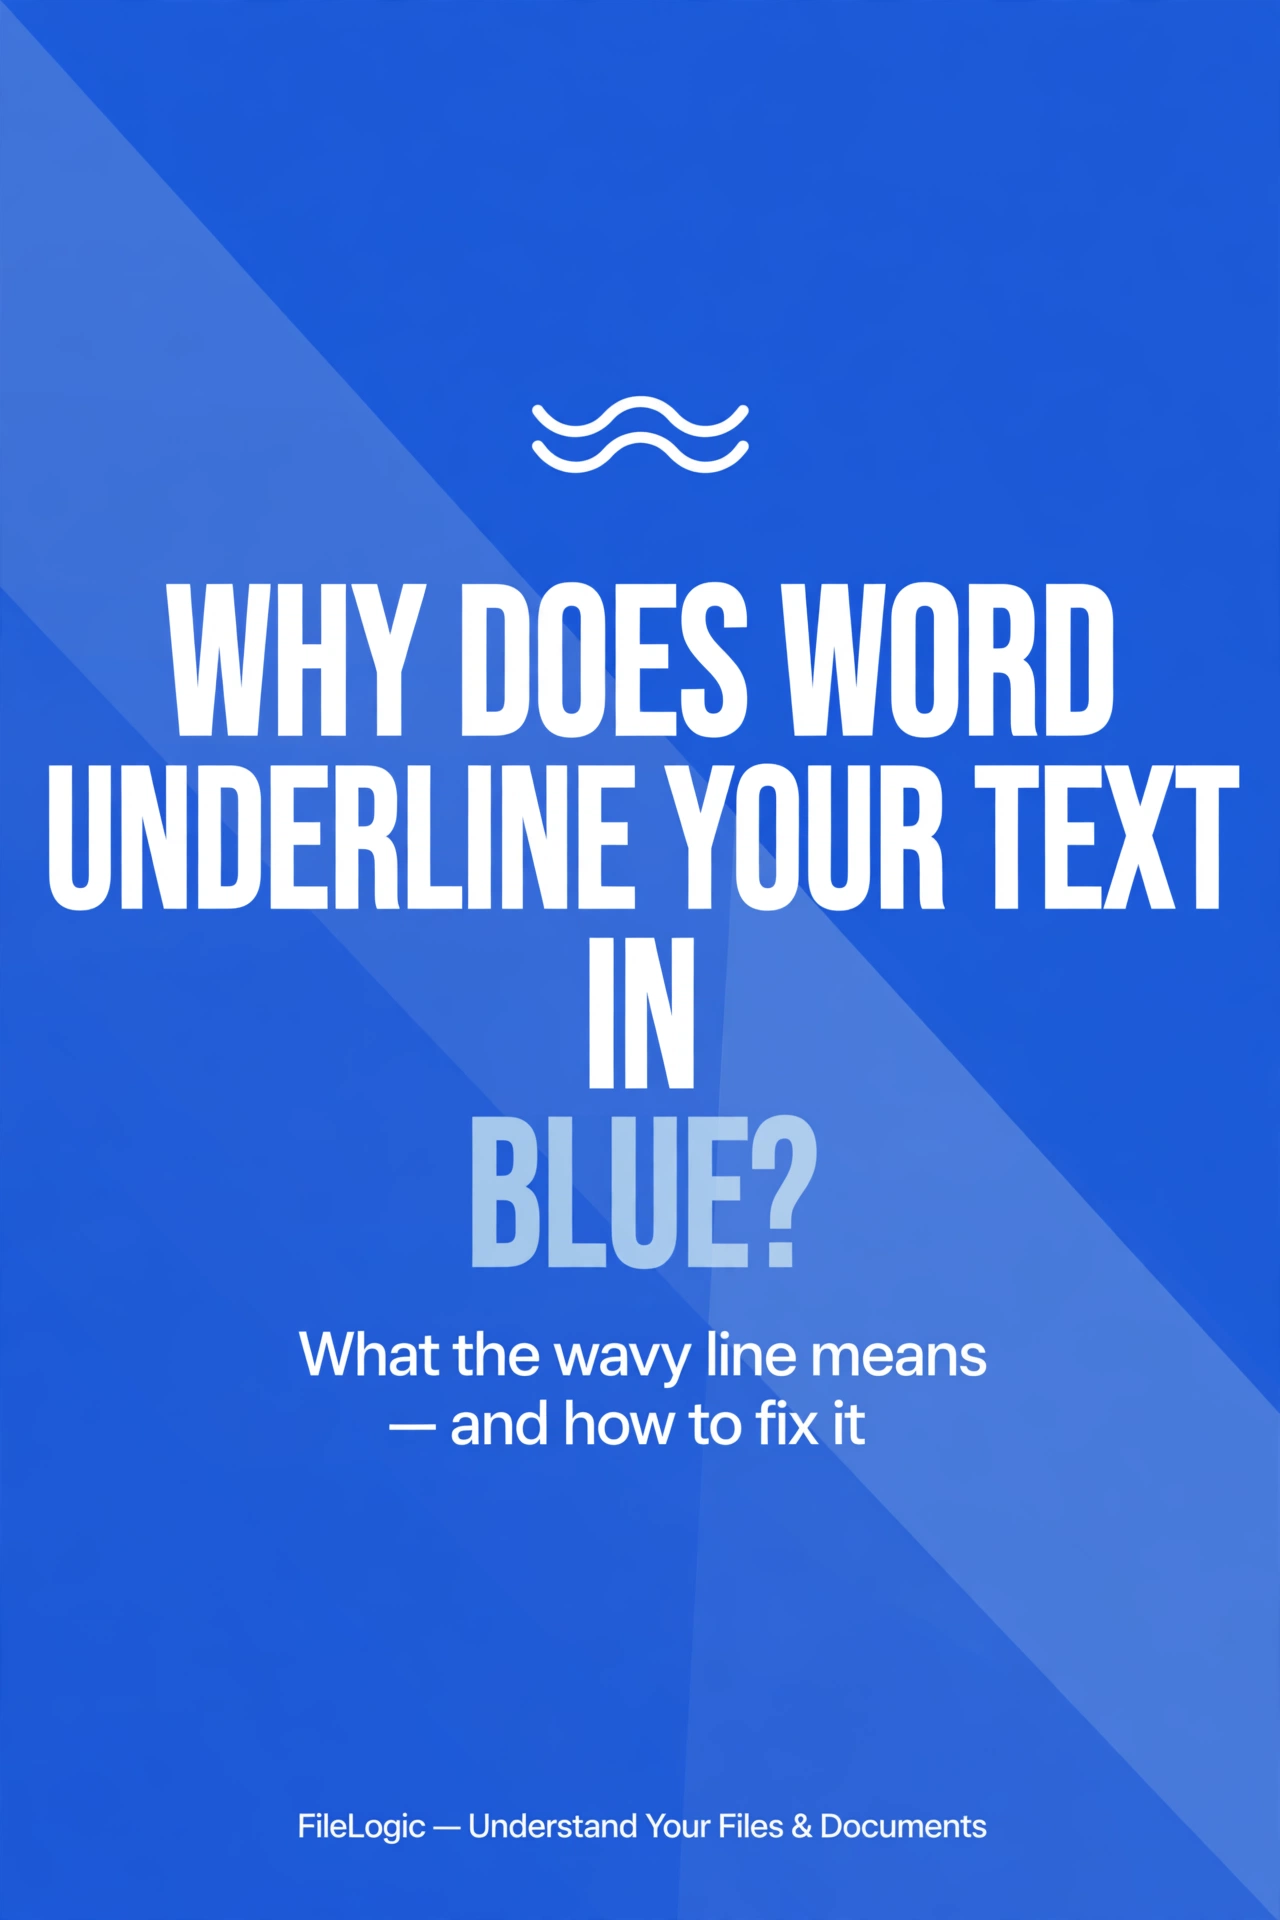 WHY DOES WORD
UNDERLINE YOUR TEXT
IN
BLUE?
What the wavy line means
— and how to fix it
FileLogic — Understand Your Files & Documents